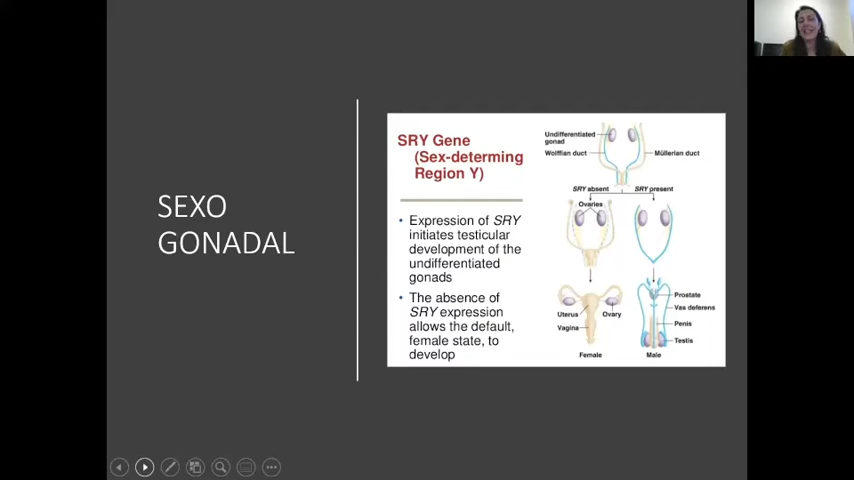 SEXO
GONADAL
SRY Gene
(Sex-determing
Region Y)
• Expression of SRY
initiates testicular
development of the
undifferentiated
gonads
• The absence of
SRY expression
allows the default,
female state, to
develop
Undifferentiated
gonad
Wolffian duct
Müllerian duct
SRY absent
SRY present
Ovaries
Uterus
Ovary
Vagina
Female
Prostate
Vas deferens
Penis
Testis
Male